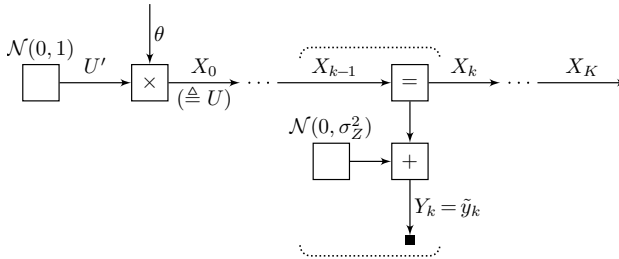 θ
𝒩(0, 1)
U′ × X₀ ··· X_{k−1} = X_k ··· X_K
(≜ U)
𝒩(0, σ_Z²)
+
Y_k = ỹ_k